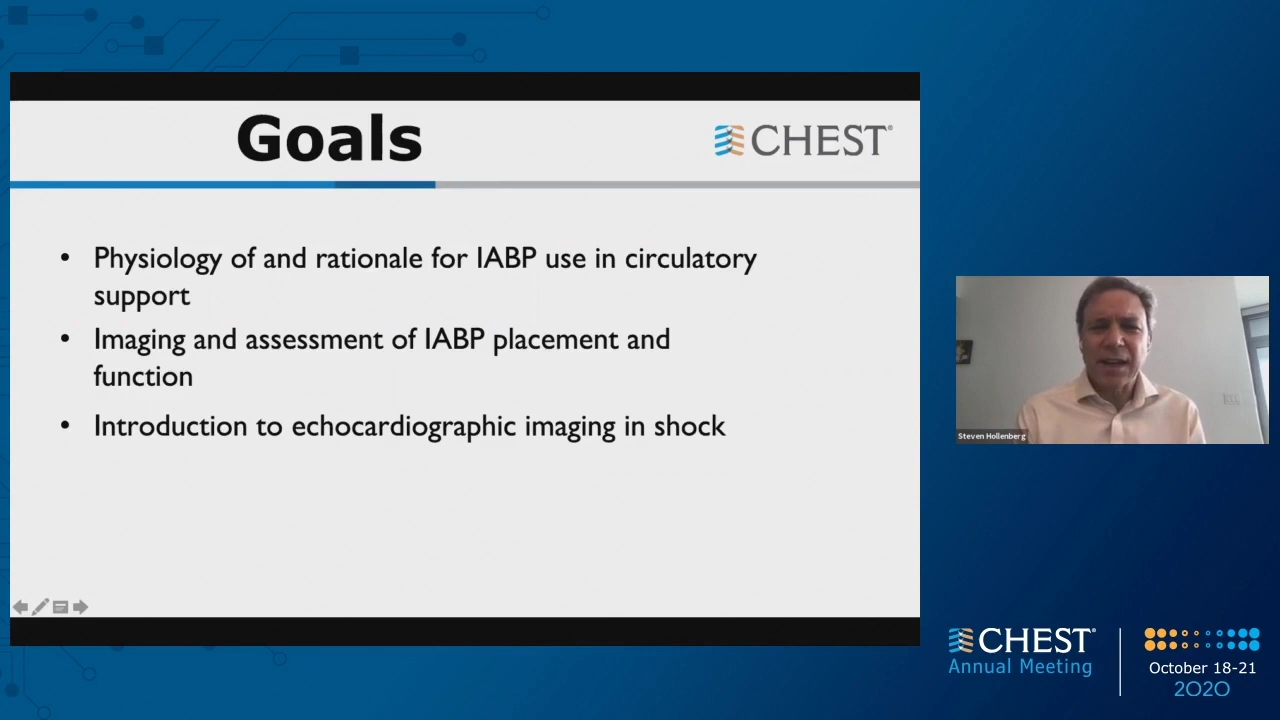 Goals
CHEST®
• Physiology of and rationale for IABP use in circulatory
support
• Imaging and assessment of IABP placement and
function
• Introduction to echocardiographic imaging in shock
Steven Hollenberg
CHEST®
Annual Meeting
October 18-21
2020